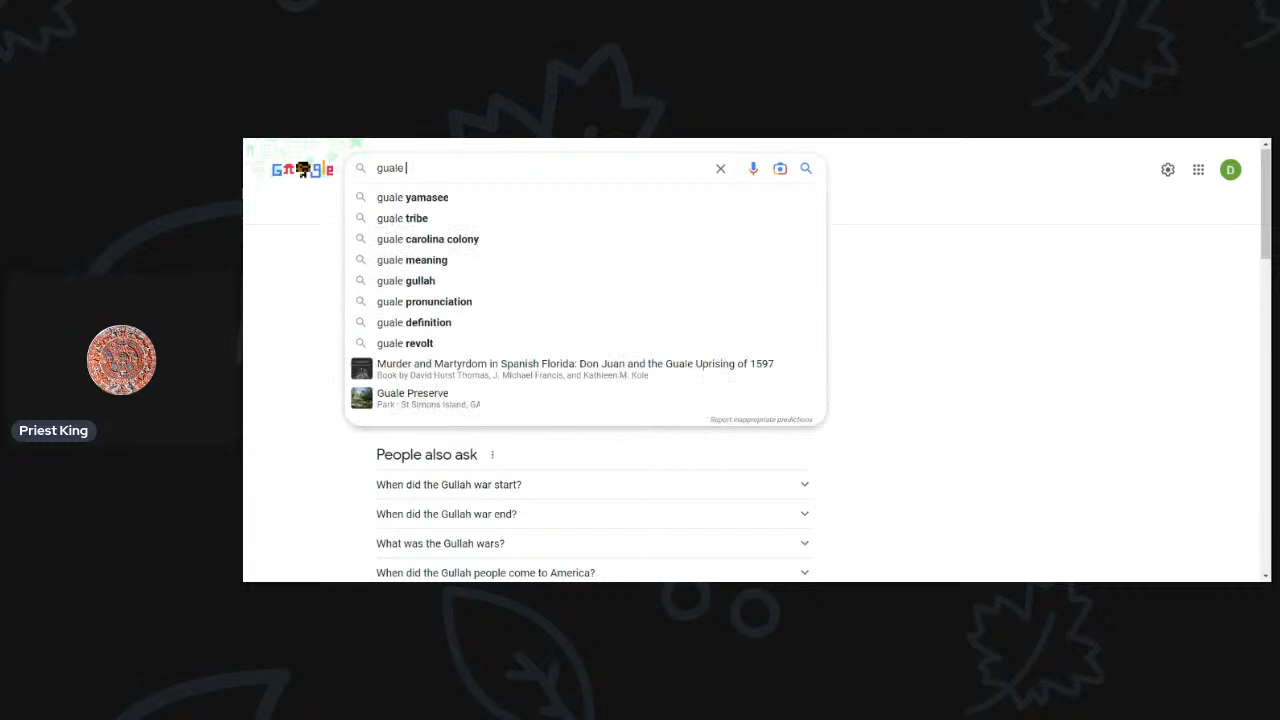 Google
guale
guale yamasee
guale tribe
guale carolina colony
guale meaning
guale gullah
guale pronunciation
guale definition
guale revolt
Murder and Martyrdom in Spanish Florida: Don Juan and the Guale Uprising of 1597
Book by David Hurst Thomas, J. Michael Francis, and Kathleen M. Kole
Guale Preserve
Park · St Simons Island, GA
Report inappropriate predictions
D
Priest King
People also ask
When did the Gullah war start?
When did the Gullah war end?
What was the Gullah wars?
When did the Gullah people come to America?